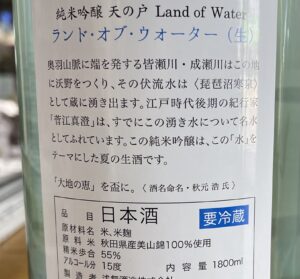 純米吟醸 天の戸 Land of Water
ランド・オブ・ウォーター（生）
奥羽山脈に端を発する皆瀬川・成瀬川はこの地
に沃野をつくり、その伏流水は〈琵琶沼寒泉〉
として蔵に湧き出ます。江戸時代後期の紀行家
「菅江真澄」は、すでにこの湧き水について名水
としてふれています。この純米吟醸は、この「水」を
テーマにした夏の生酒です。
「大地の恵」を盃に。〈酒名命名・秋元 浩氏〉
品目 日本酒 要冷蔵
原材料 米、米麹
原料米 秋田県産美山錦100%使用
精米歩合 55%
アルコール分 15度 内容量 1800ml
製造者